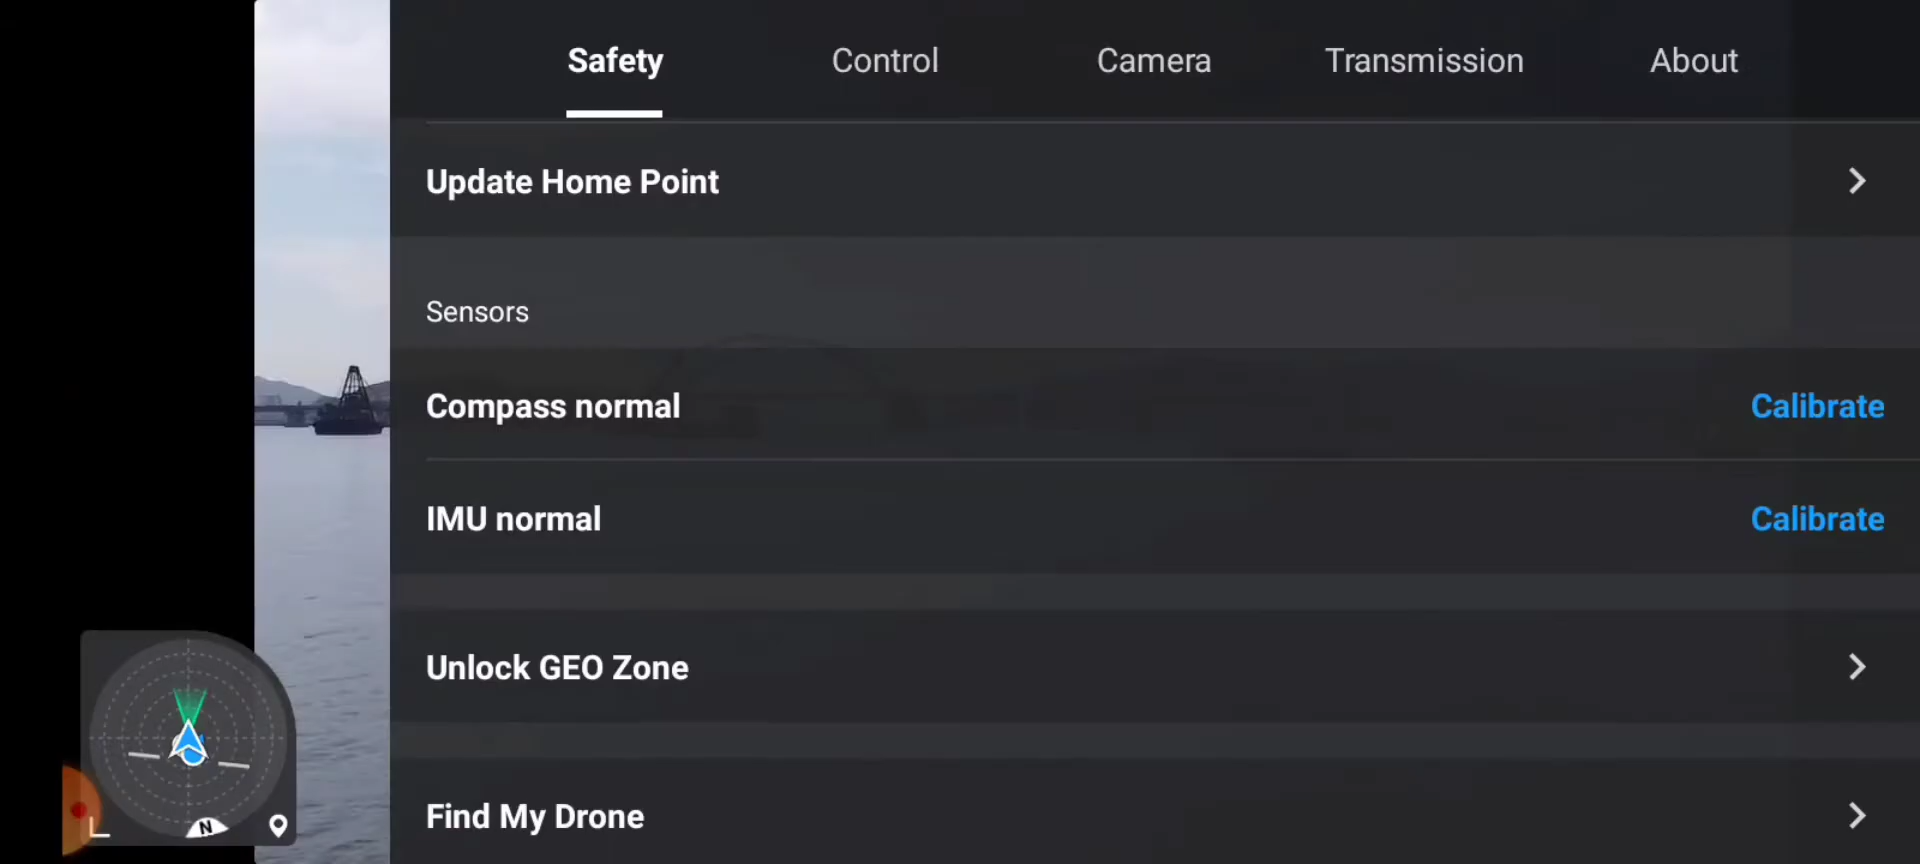 Safety
Control
Camera
Transmission
About
Update Home Point
Sensors
Compass normal
Calibrate
IMU normal
Calibrate
Unlock GEO Zone
Find My Drone
N